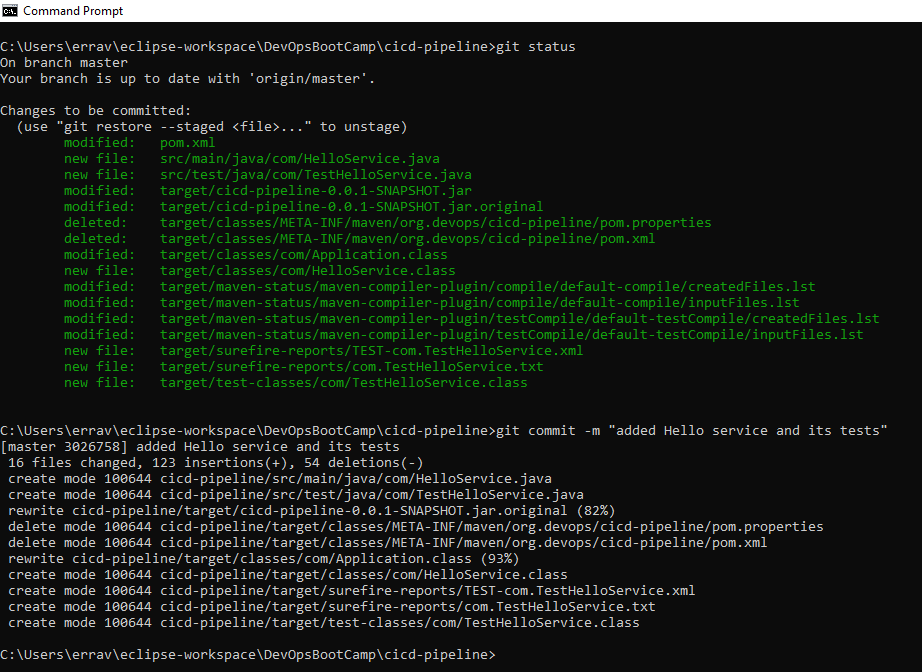 Command Prompt
C:\Users\errav\eclipse-workspace\DevOpsBootCamp\cicd-pipeline>git status
On branch master
Your branch is up to date with 'origin/master'.
Changes to be committed:
  (use "git restore --staged <file>..." to unstage)
        modified:   pom.xml
        new file:   src/main/java/com/HelloService.java
        new file:   src/test/java/com/TestHelloService.java
        modified:   target/cicd-pipeline-0.0.1-SNAPSHOT.jar
        modified:   target/cicd-pipeline-0.0.1-SNAPSHOT.jar.original
        deleted:    target/classes/META-INF/maven/org.devops/cicd-pipeline/pom.properties
        deleted:    target/classes/META-INF/maven/org.devops/cicd-pipeline/pom.xml
        modified:   target/classes/com/Application.class
        new file:   target/classes/com/HelloService.class
        modified:   target/maven-status/maven-compiler-plugin/compile/default-compile/createdFiles.lst
        modified:   target/maven-status/maven-compiler-plugin/compile/default-compile/inputFiles.lst
        modified:   target/maven-status/maven-compiler-plugin/testCompile/default-testCompile/createdFiles.lst
        modified:   target/maven-status/maven-compiler-plugin/testCompile/default-testCompile/inputFiles.lst
        new file:   target/surefire-reports/TEST-com.TestHelloService.xml
        new file:   target/surefire-reports/com.TestHelloService.txt
        new file:   target/test-classes/com/TestHelloService.class
C:\Users\errav\eclipse-workspace\DevOpsBootCamp\cicd-pipeline>git commit -m "added Hello service and its tests"
[master 3026758] added Hello service and its tests
 16 files changed, 123 insertions(+), 54 deletions(-)
 create mode 100644 cicd-pipeline/src/main/java/com/HelloService.java
 create mode 100644 cicd-pipeline/src/test/java/com/TestHelloService.java
 rewrite cicd-pipeline/target/cicd-pipeline-0.0.1-SNAPSHOT.jar.original (82%)
 delete mode 100644 cicd-pipeline/target/classes/META-INF/maven/org.devops/cicd-pipeline/pom.properties
 delete mode 100644 cicd-pipeline/target/classes/META-INF/maven/org.devops/cicd-pipeline/pom.xml
 rewrite cicd-pipeline/target/classes/com/Application.class (93%)
 create mode 100644 cicd-pipeline/target/classes/com/HelloService.class
 create mode 100644 cicd-pipeline/target/surefire-reports/TEST-com.TestHelloService.xml
 create mode 100644 cicd-pipeline/target/surefire-reports/com.TestHelloService.txt
 create mode 100644 cicd-pipeline/target/test-classes/com/TestHelloService.class
C:\Users\errav\eclipse-workspace\DevOpsBootCamp\cicd-pipeline>